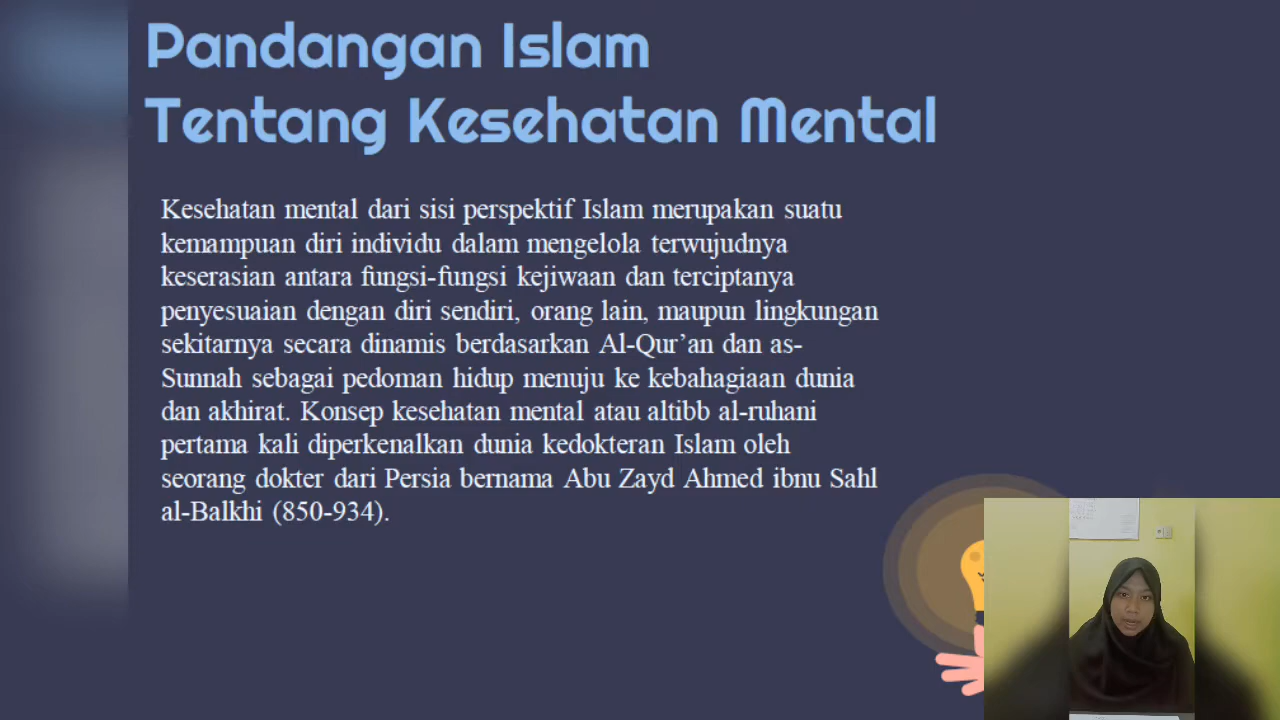 Pandangan Islam
Tentang Kesehatan Mental
Kesehatan mental dari sisi perspektif Islam merupakan suatu
kemampuan diri individu dalam mengelola terwujudnya
keserasian antara fungsi-fungsi kejiwaan dan terciptanya
penyesuaian dengan diri sendiri, orang lain, maupun lingkungan
sekitarnya secara dinamis berdasarkan Al-Qur’an dan as-
Sunnah sebagai pedoman hidup menuju ke kebahagiaan dunia
dan akhirat. Konsep kesehatan mental atau altibb al-ruhani
pertama kali diperkenalkan dunia kedokteran Islam oleh
seorang dokter dari Persia bernama Abu Zayd Ahmed ibnu Sahl
al-Balkhi (850-934).